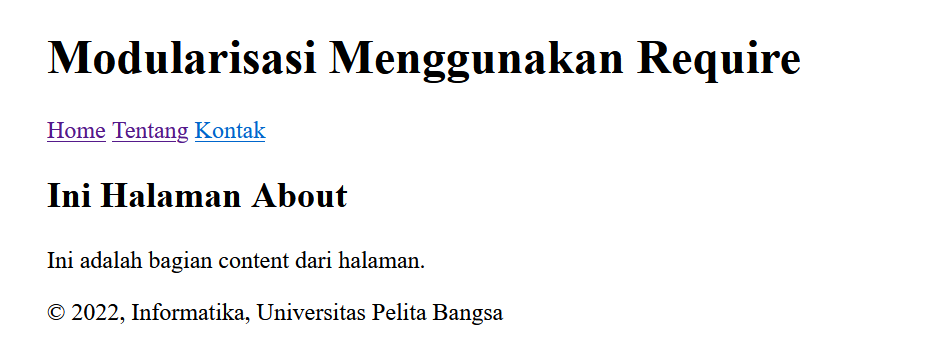 Modularisasi Menggunakan Require
Home Tentang Kontak
Ini Halaman About
Ini adalah bagian content dari halaman.
© 2022, Informatika, Universitas Pelita Bangsa